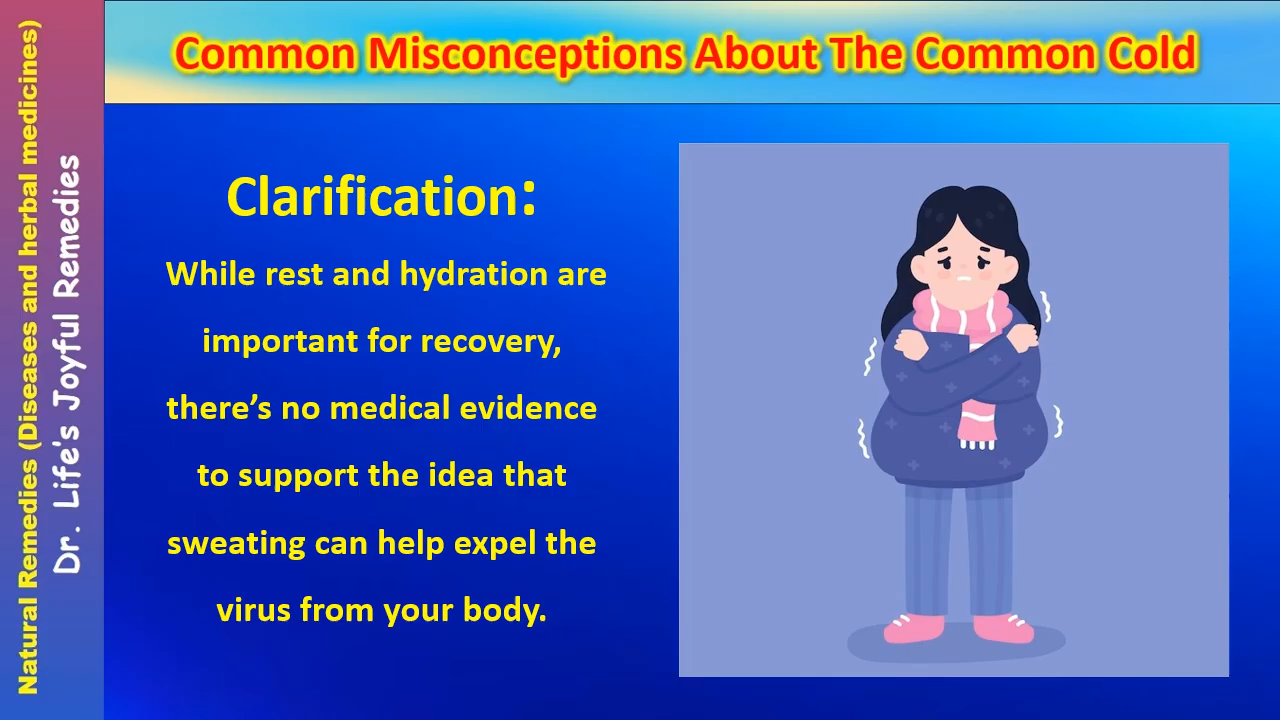 Common Misconceptions About The Common Cold
Natural Remedies (Diseases and herbal medicines)
Dr. Life's Joyful Remedies
Clarification:
While rest and hydration are
important for recovery,
there’s no medical evidence
to support the idea that
sweating can help expel the
virus from your body.